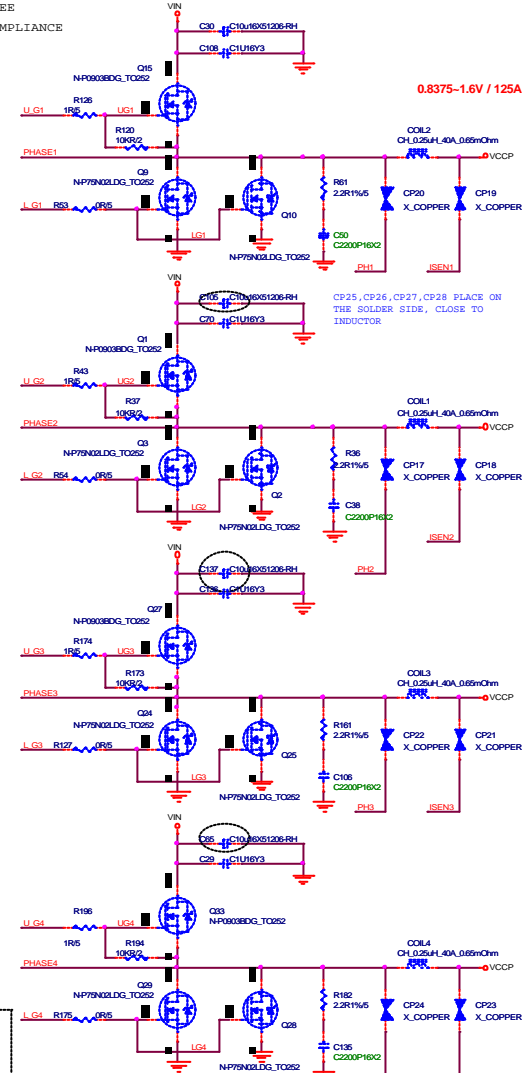 EE
MPLIANCE
VIN
C30 C10u16X51206-RH
C108 C1U16Y3
Q15
N-P0903BDG_TO252
0.8375~1.6V / 125A
R126
U_G1 1R/5 UG1
R120
10KR/2
PHASE1
COIL2
CH_0.25uH_40A_0.65mOhm
VCCP
Q9
N-P75N02LDG_TO252
L_G1 R53 0R/5
Q10
LG1
N-P75N02LDG_TO252
R61
2.2R1%/5
C50
C2200P16X2
CP20
X_COPPER
CP19
X_COPPER
PH1
ISEN1
VIN
C105 C10u16X51206-RH
C70 C1U16Y3
CP25,CP26,CP27,CP28 PLACE ON
THE SOLDER SIDE, CLOSE TO
INDUCTOR
Q1
N-P0903BDG_TO252
R43
U_G2 1R/5 UG2
R37
10KR/2
PHASE2
COIL1
CH_0.25uH_40A_0.65mOhm
VCCP
Q3
N-P75N02LDG_TO252
L_G2 R54 0R/5
Q2
LG2
N-P75N02LDG_TO252
R36
2.2R1%/5
C38
C2200P16X2
CP17
X_COPPER
CP18
X_COPPER
ISEN2
PH2
VIN
C137 C10u16X51206-RH
C136 C1U16Y3
Q27
N-P0903BDG_TO252
R174
U_G3 1R/5 UG3
R173
10KR/2
PHASE3
COIL3
CH_0.25uH_40A_0.65mOhm
VCCP
Q24
N-P75N02LDG_TO252
L_G3 R127 0R/5
Q25
LG3
N-P75N02LDG_TO252
R161
2.2R1%/5
C106
C2200P16X2
CP22
X_COPPER
CP21
X_COPPER
PH3
ISEN3
VIN
C65 C10u16X51206-RH
C29 C1U16Y3
Q33
N-P0903BDG_TO252
R196
U_G4 UG4
1R/5
R194
10KR/2
PHASE4
COIL4
CH_0.25uH_40A_0.65mOhm
VCCP
Q29
N-P75N02LDG_TO252
L_G4 R175 0R/5
Q28
LG4
N-P75N02LDG_TO252
R182
2.2R1%/5
C135
C2200P16X2
CP24
X_COPPER
CP23
X_COPPER